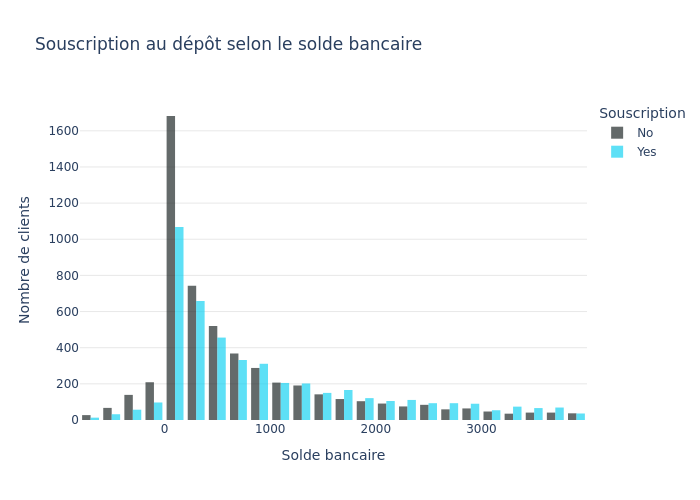 Souscription au dépôt selon le solde bancaire
Souscription
No
Yes
Nombre de clients
1600
1400
1200
1000
800
600
400
200
0
0 1000 2000 3000
Solde bancaire